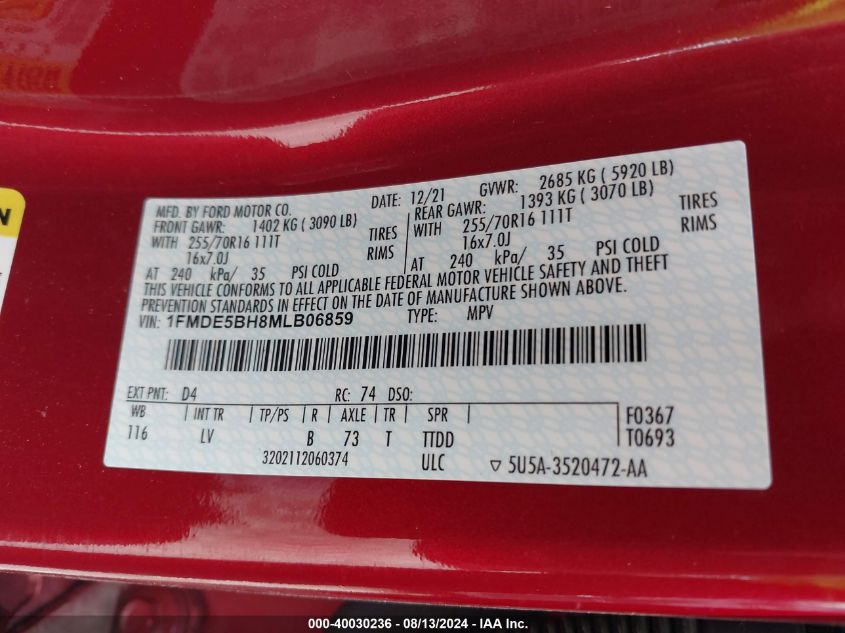 N
MFD. BY FORD MOTOR CO.
DATE: 12/21 GVWR: 2685 KG ( 5920 LB)
FRONT GAWR: 1402 KG ( 3090 LB)
WITH 255/70R16 111T TIRES
16x7.0J RIMS
AT 240 kPa/ 35 PSI COLD
REAR GAWR: 1393 KG ( 3070 LB)
WITH 255/70R16 111T TIRES
16x7.0J RIMS
AT 240 kPa/ 35 PSI COLD
THIS VEHICLE CONFORMS TO ALL APPLICABLE FEDERAL MOTOR VEHICLE SAFETY AND THEFT
PREVENTION STANDARDS IN EFFECT ON THE DATE OF MANUFACTURE SHOWN ABOVE.
VIN: 1FMDE5BH8MLB06859 TYPE: MPV
EXT PNT: D4 RC: 74 DSO:
WB INT TR TP/PS R AXLE TR SPR F0367
116 LV B 73 T TTDD T0693
3202112060374 ULC ▽ 5U5A-3520472-AA
000-40030236 - 08/13/2024 - IAA Inc.